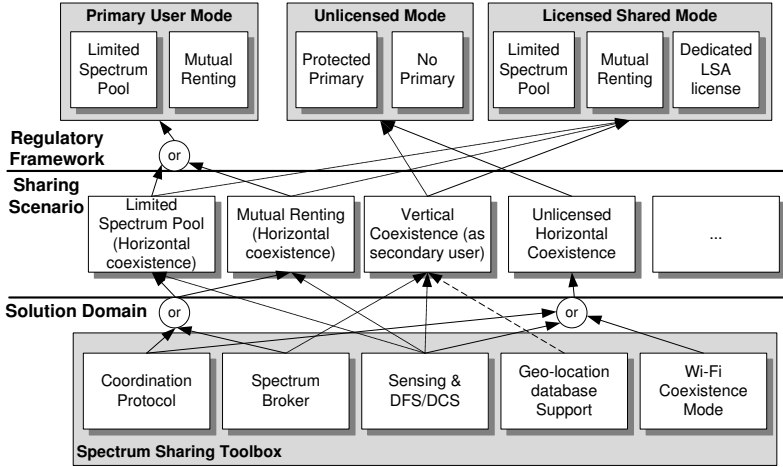 Primary User Mode
Limited
Spectrum
Pool
Mutual
Renting
Unlicensed Mode
Protected
Primary
No
Primary
Licensed Shared Mode
Limited
Spectrum
Pool
Mutual
Renting
Dedicated
LSA
license
Regulatory
Framework
or
Sharing
Scenario
Limited
Spectrum Pool
(Horizontal
coexistence)
Mutual Renting
(Horizontal
coexistence)
Vertical
Coexistence (as
secondary user)
Unlicensed
Horizontal
Coexistence
...
Solution Domain
or
or
Coordination
Protocol
Spectrum
Broker
Sensing &
DFS/DCS
Geo-location
database
Support
Wi-Fi
Coexistence
Mode
Spectrum Sharing Toolbox